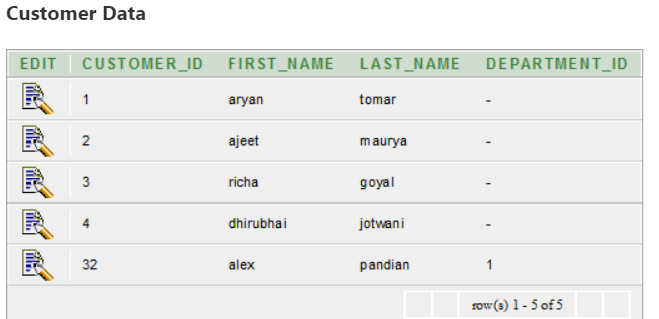 Customer Data
EDIT CUSTOMER_ID FIRST_NAME LAST_NAME DEPARTMENT_ID
1 aryan tomar -
2 ajeet maurya -
3 richa goyal -
4 dhirubhai jotwani -
32 alex pandian 1
row(s) 1 - 5 of 5